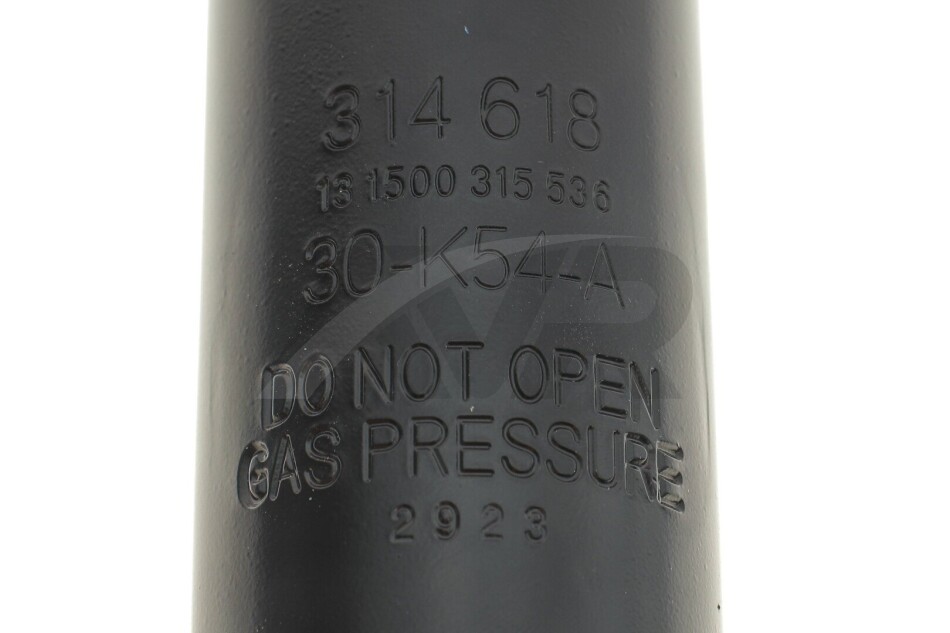 314 618
13 1500 315 536
30-K54-A
DO NOT OPEN
GAS PRESSURE
2923